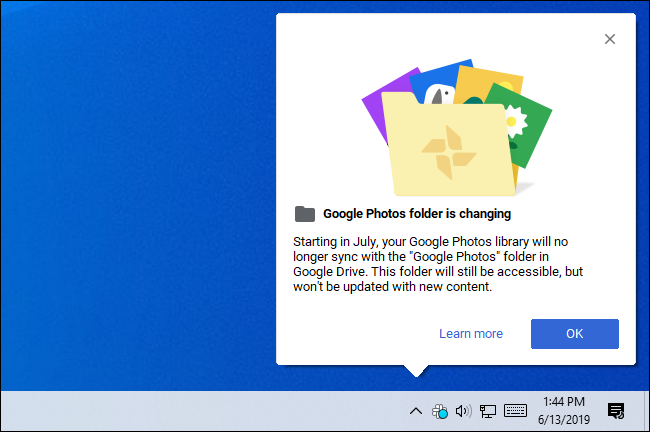 Google Photos folder is changing
Starting in July, your Google Photos library will no
longer sync with the "Google Photos" folder in
Google Drive. This folder will still be accessible, but
won't be updated with new content.
Learn more
OK
1:44 PM
6/13/2019